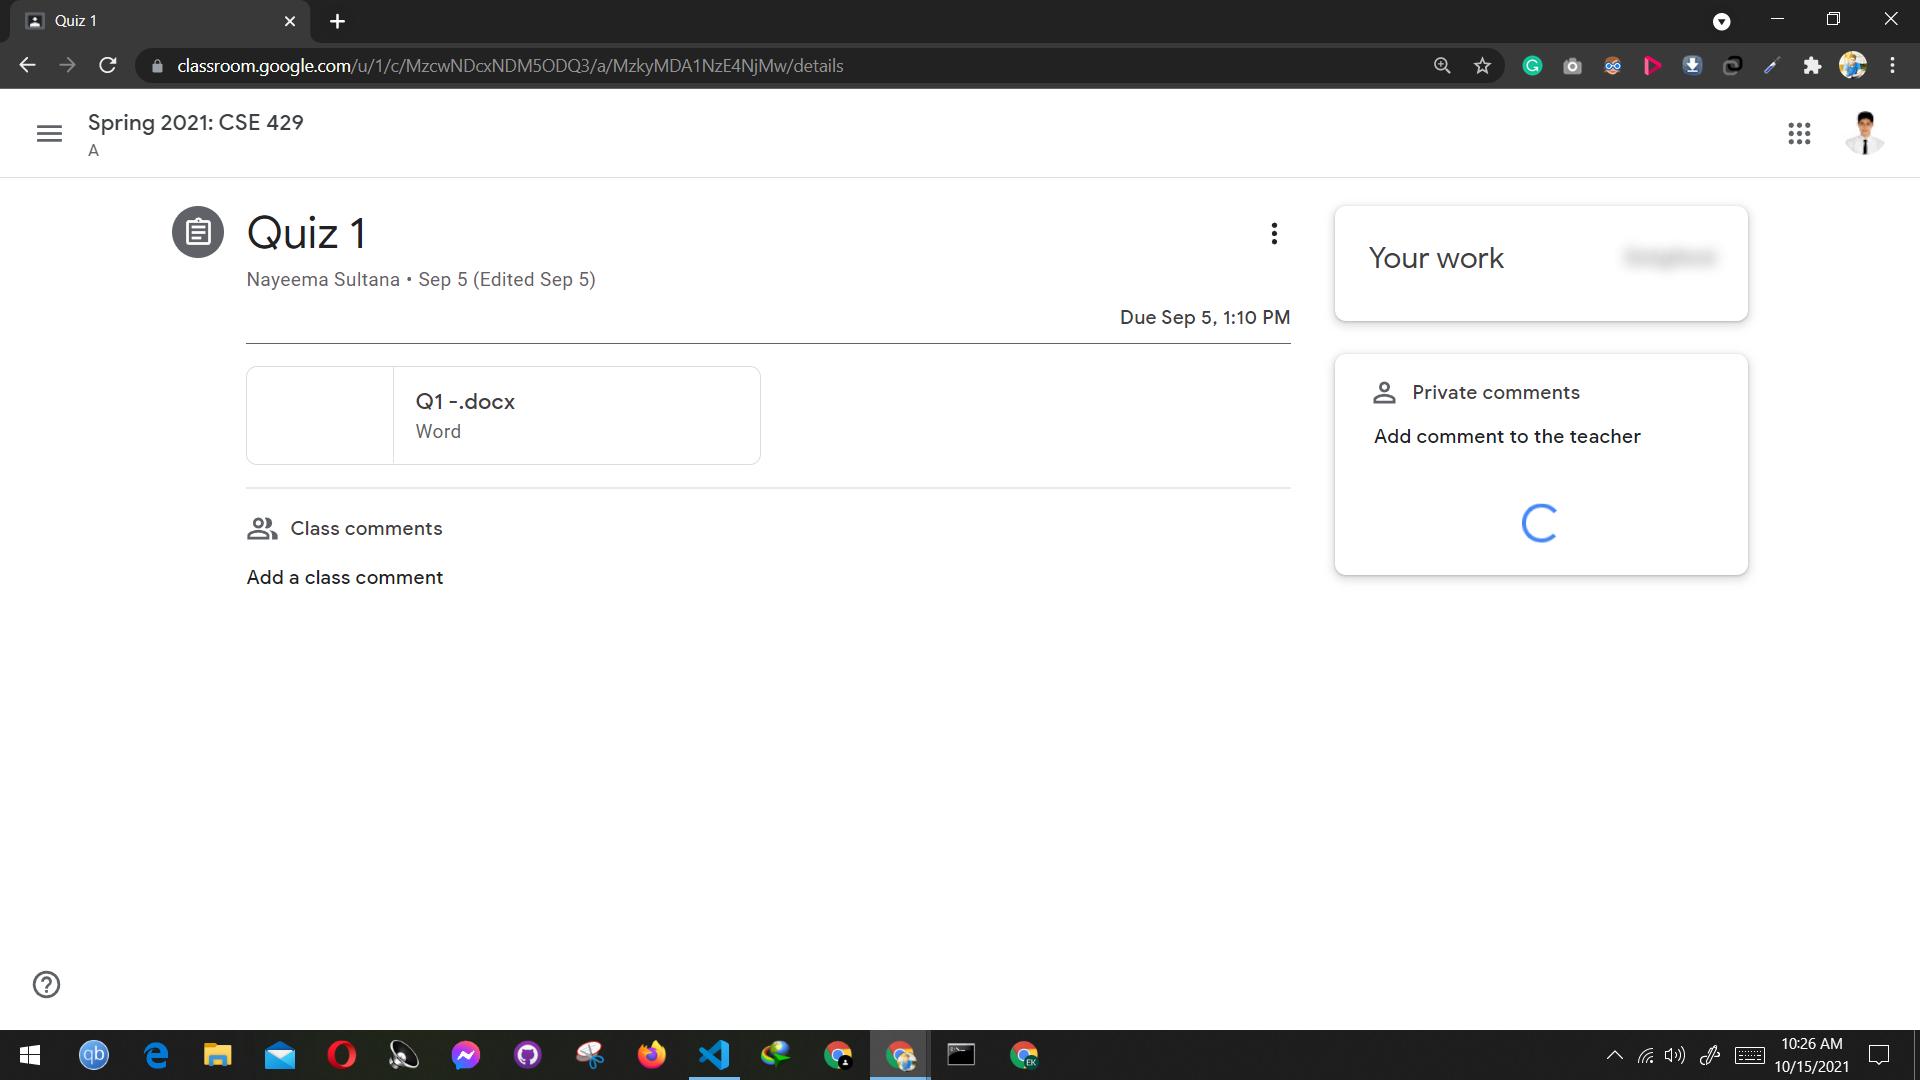 Quiz 1
classroom.google.com/u/1/c/MzcwNDcxNDM5ODQ3/a/MzkyMDA1NzE4NjMw/details
Spring 2021: CSE 429
A
Quiz 1
Nayeema Sultana • Sep 5 (Edited Sep 5)
Due Sep 5, 1:10 PM
Q1 -.docx
Word
Class comments
Add a class comment
Your work
Private comments
Add comment to the teacher
qb
EK
10:26 AM
10/15/2021